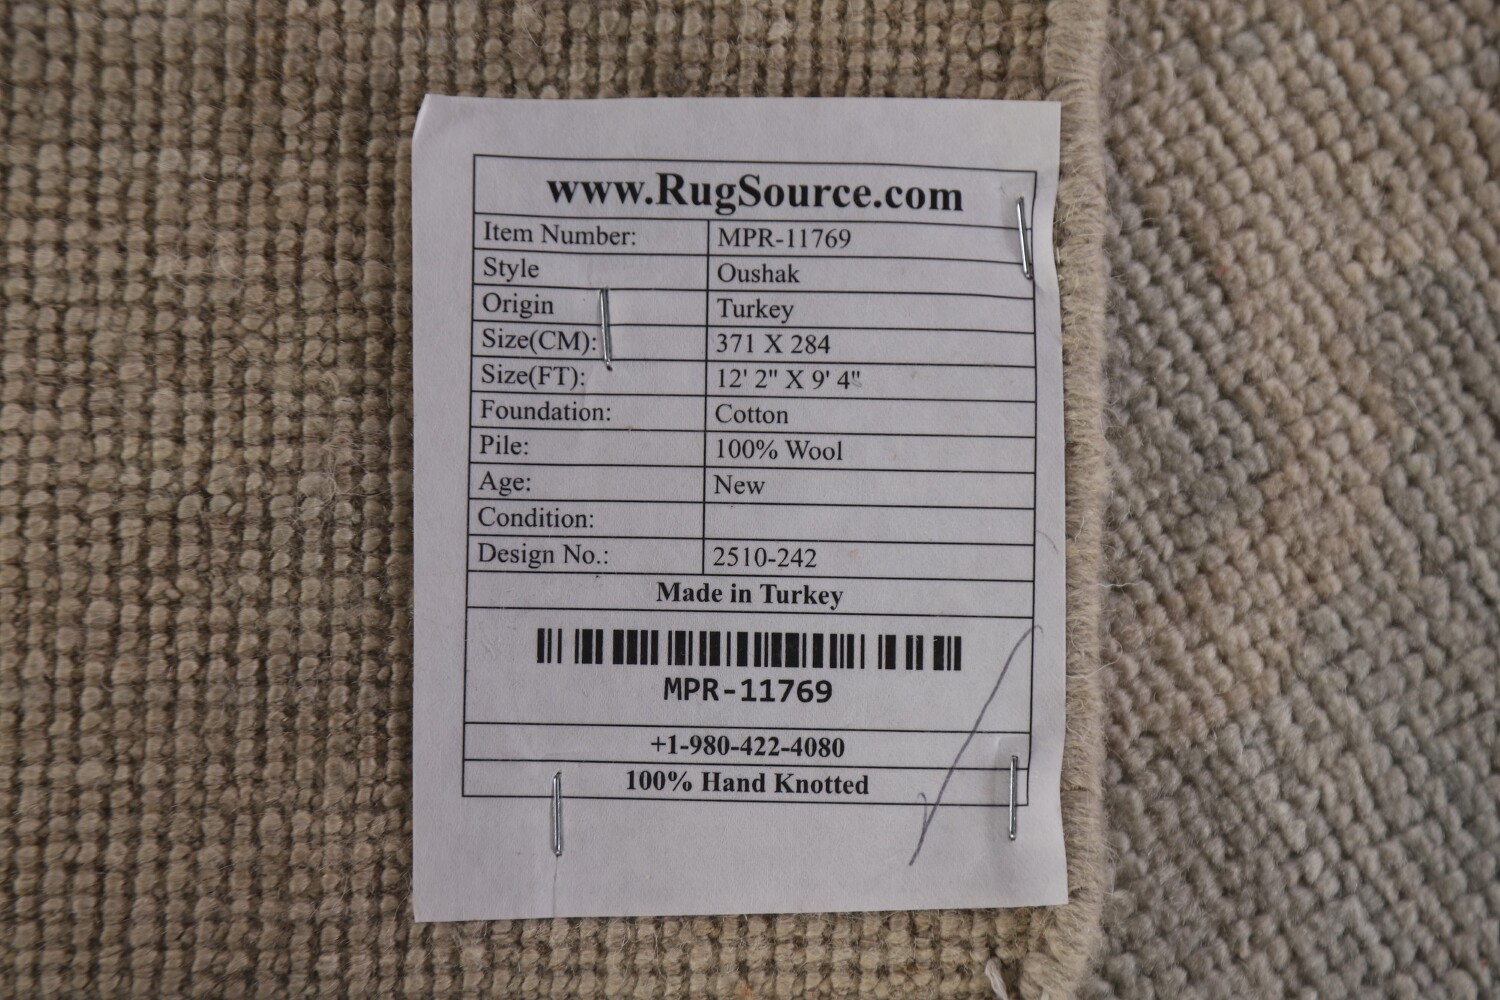 www.RugSource.com
Item Number: MPR-11769
Style Oushak
Origin Turkey
Size(CM): 371 X 284
Size(FT): 12' 2" X 9' 4"
Foundation: Cotton
Pile: 100% Wool
Age: New
Condition:
Design No.: 2510-242
Made in Turkey
MPR-11769
+1-980-422-4080
100% Hand Knotted